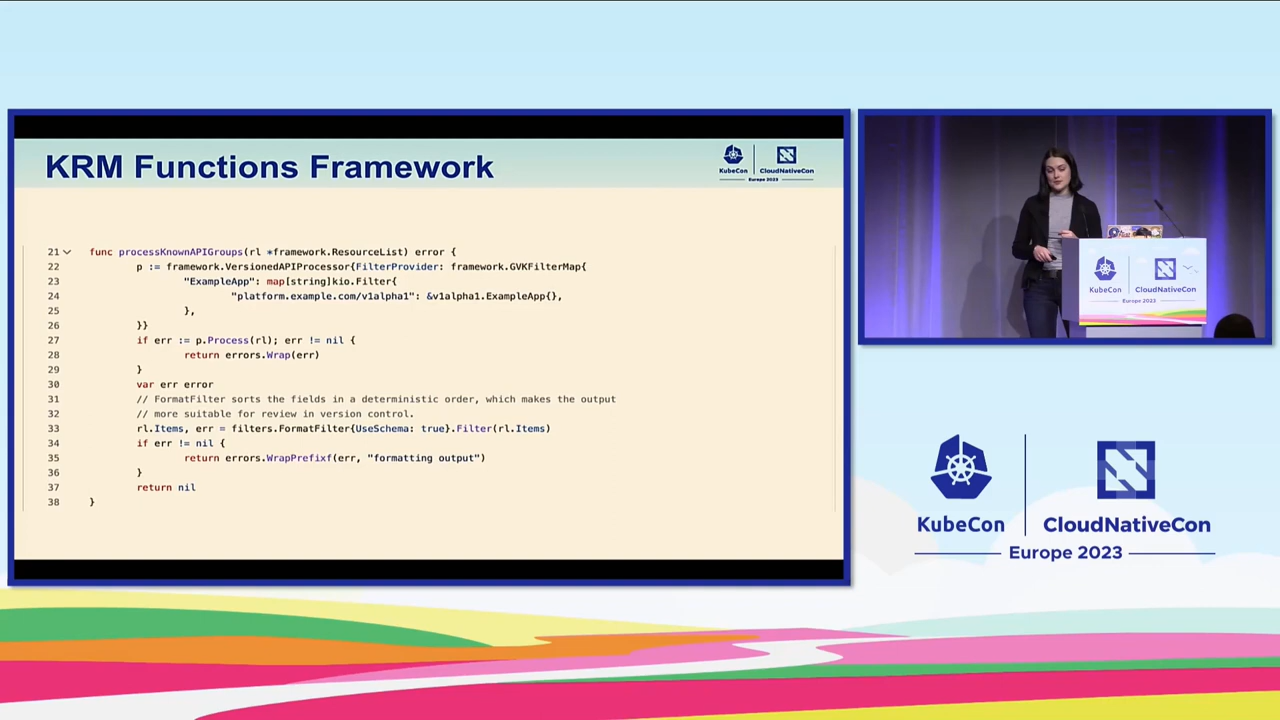 KRM Functions Framework
KubeCon
CloudNativeCon
Europe 2023
21 func processKnownAPIGroups(rl *framework.ResourceList) error {
22 p := framework.VersionedAPIProcessor{FilterProvider: framework.GVKFilterMap{
23 "ExampleApp": map[string]kio.Filter{
24 "platform.example.com/v1alpha1": &v1alpha1.ExampleApp{},
25 },
26 }}
27 if err := p.Process(rl); err != nil {
28 return errors.Wrap(err)
29 }
30 var err error
31 // FormatFilter sorts the fields in a deterministic order, which makes the output
32 // more suitable for review in version control.
33 rl.Items, err = filters.FormatFilter{UseSchema: true}.Filter(rl.Items)
34 if err != nil {
35 return errors.WrapPrefixf(err, "formatting output")
36 }
37 return nil
38 }
KubeCon
CloudNativeCon
Europe 2023
KubeCon
CloudNativeCon
Europe 2023